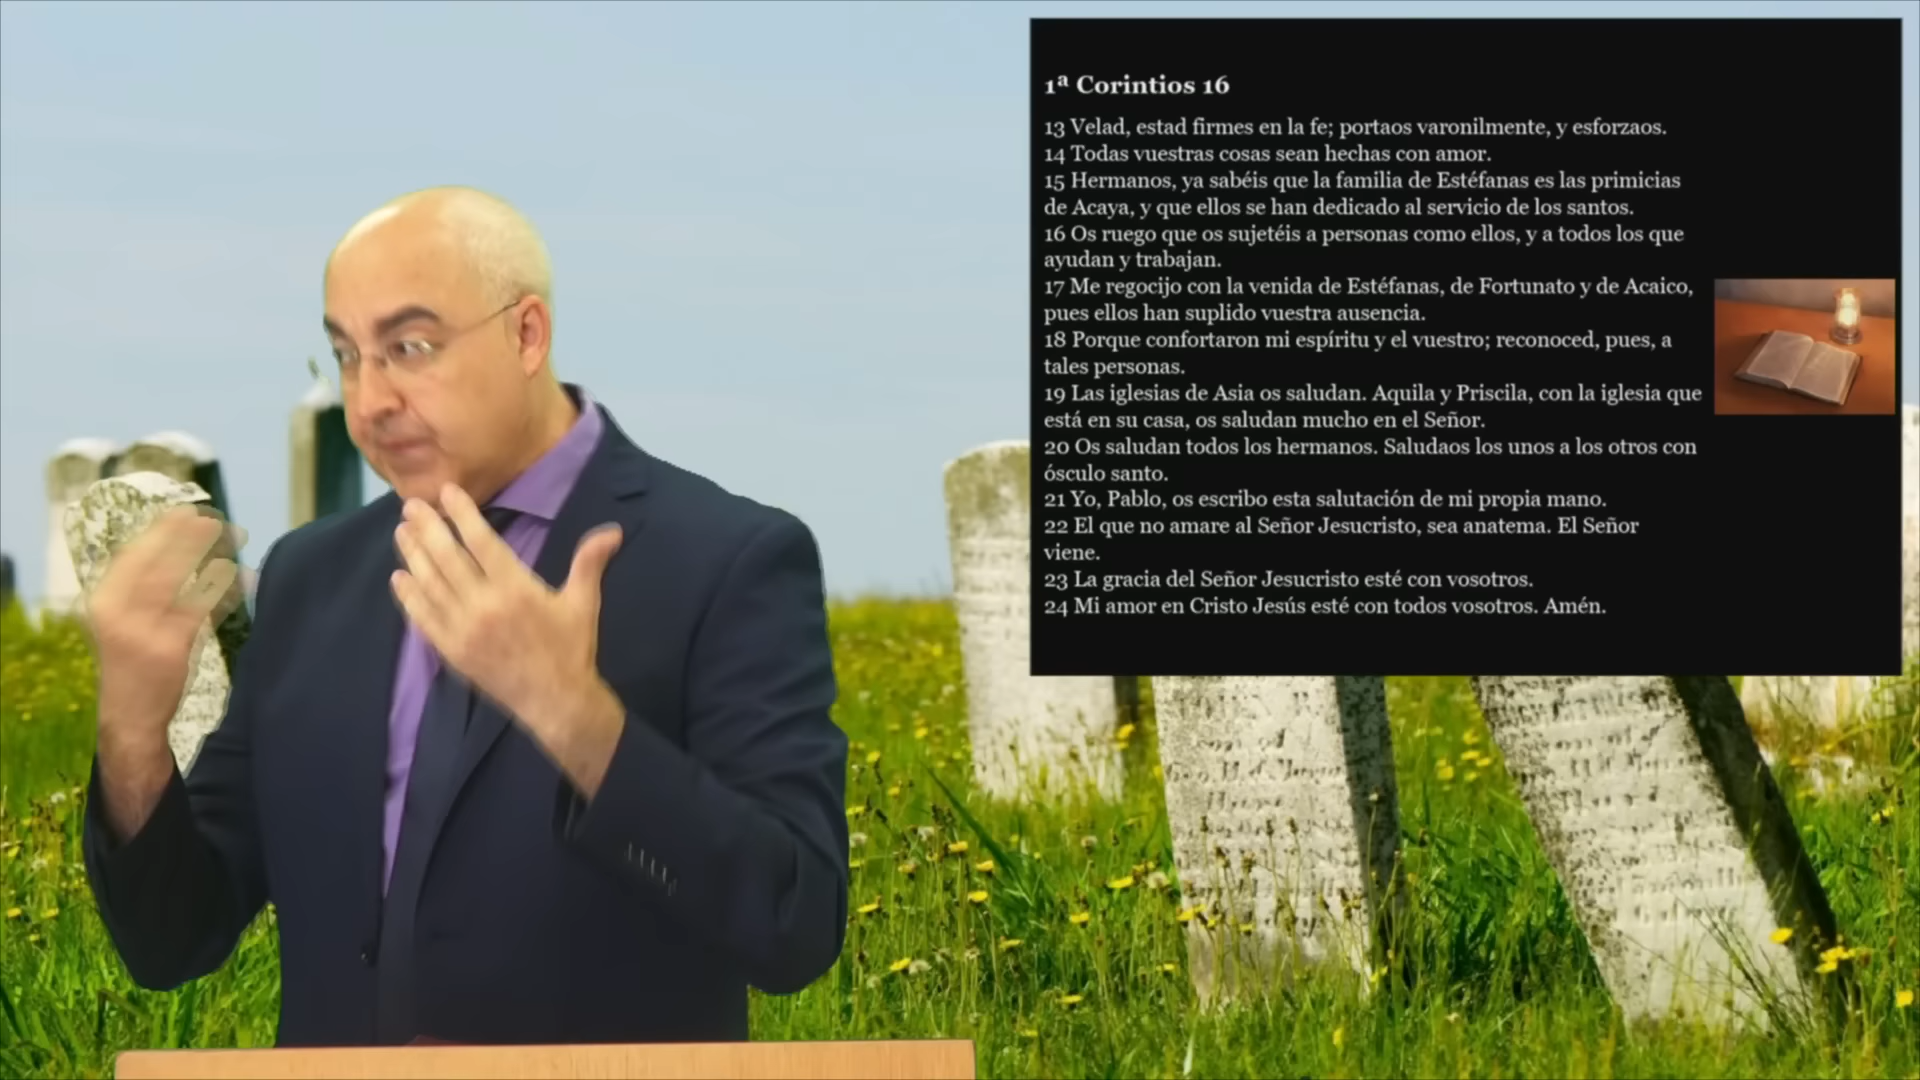 1ª Corintios 16
13 Velad, estad firmes en la fe; portaos varonilmente, y esforzaos.
14 Todas vuestras cosas sean hechas con amor.
15 Hermanos, ya sabéis que la familia de Estéfanas es las primicias
de Acaya, y que ellos se han dedicado al servicio de los santos.
16 Os ruego que os sujetéis a personas como ellos, y a todos los que
ayudan y trabajan.
17 Me regocijo con la venida de Estéfanas, de Fortunato y de Acaico,
pues ellos han suplido vuestra ausencia.
18 Porque confortaron mi espíritu y el vuestro; reconoced, pues, a
tales personas.
19 Las iglesias de Asia os saludan. Aquila y Priscila, con la iglesia que
está en su casa, os saludan mucho en el Señor.
20 Os saludan todos los hermanos. Saludaos los unos a los otros con
ósculo santo.
21 Yo, Pablo, os escribo esta salutación de mi propia mano.
22 El que no amare al Señor Jesucristo, sea anatema. El Señor
viene.
23 La gracia del Señor Jesucristo esté con vosotros.
24 Mi amor en Cristo Jesús esté con todos vosotros. Amén.